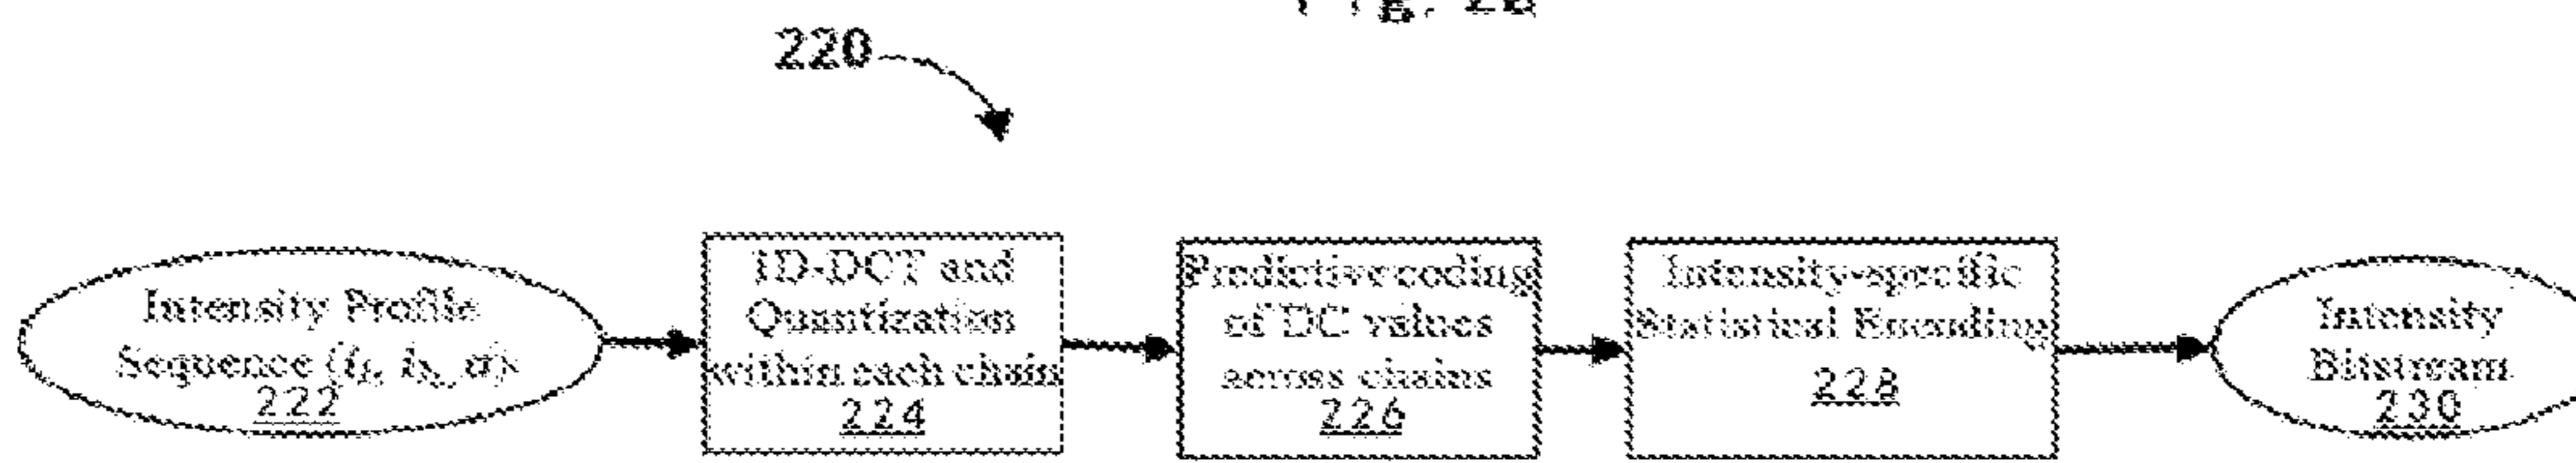 220
Intensity Profile
Sequence
222
1D-DCT and
Quantization
within each chain
224
Predictive coding
of DC values
across chains
226
Intensity-specific
Statistical Encoding
228
Intensity
Bitstream
230